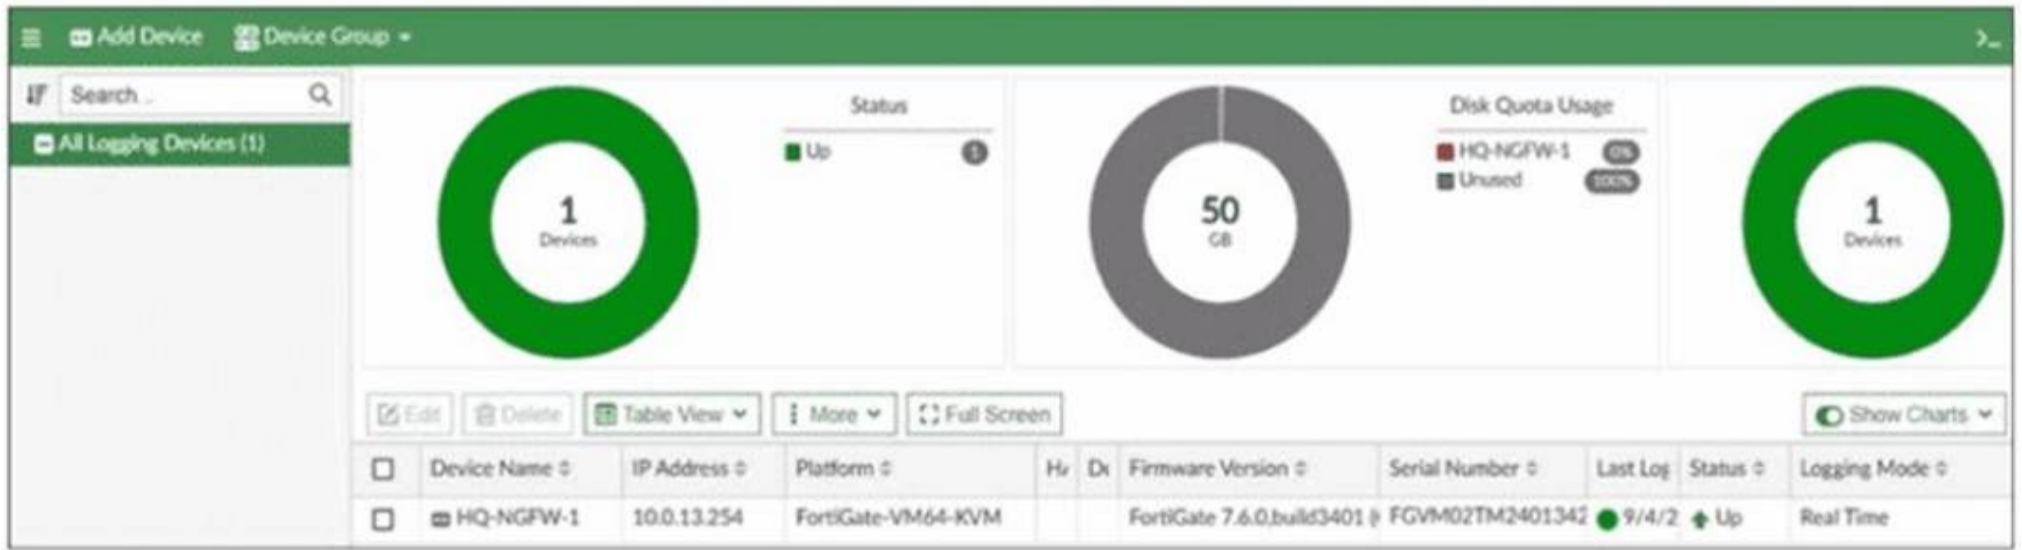 Add Device Device Group
Search...
All Logging Devices (1)
1
Devices
Status
Up 1
50
GB
Disk Quota Usage
HQ-NGFW-1 0%
Unused 100%
1
Devices
Edit Delete Table View More Full Screen Show Charts
Device Name IP Address Platform Firmware Version Serial Number Last Log Status Logging Mode
HQ-NGFW-1 10.0.13.254 FortiGate-VM64-KVM FortiGate 7.6.0,build3401 FGVM02TM2401342 9/4/2 Up Real Time